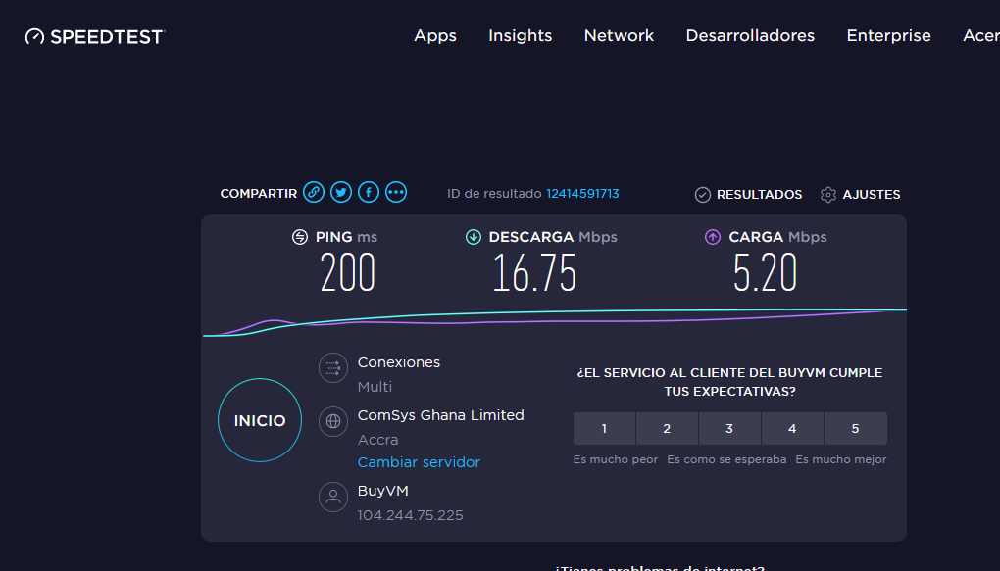 SPEEDTEST
Apps Insights Network Desarrolladores Enterprise Acer
COMPARTIR ID de resultado 12414591713 RESULTADOS AJUSTES
PING ms DESCARGA Mbps CARGA Mbps
200 16.75 5.20
Conexiones
Multi
ComSys Ghana Limited
Accra
Cambiar servidor
BuyVM
104.244.75.225
INICIO
¿EL SERVICIO AL CLIENTE DEL BUYVM CUMPLE
TUS EXPECTATIVAS?
1 2 3 4 5
Es mucho peor Es como se esperaba Es mucho mejor
¿Tienes problemas de internet?